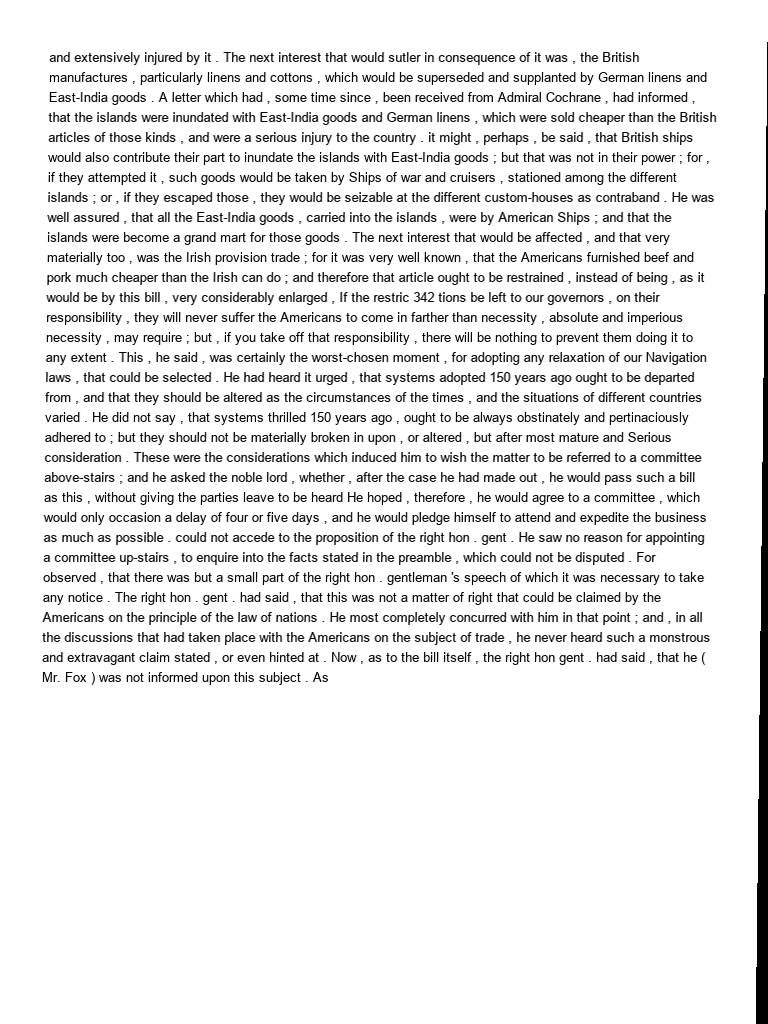 and extensively injured by it . The next interest that would sutler in consequence of it was , the British
manufactures , particularly linens and cottons , which would be superseded and supplanted by German linens and
East-India goods . A letter which had , some time since , been received from Admiral Cochrane , had informed ,
that the islands were inundated with East-India goods and German linens , which were sold cheaper than the British
articles of those kinds , and were a serious injury to the country . it might , perhaps , be said , that British ships
would also contribute their part to inundate the islands with East-India goods ; but that was not in their power ; for ,
if they attempted it , such goods would be taken by Ships of war and cruisers , stationed among the different
islands ; or , if they escaped those , they would be seizable at the different custom-houses as contraband . He was
well assured , that all the East-India goods , carried into the islands , were by American Ships ; and that the
islands were become a grand mart for those goods . The next interest that would be affected , and that very
materially too , was the Irish provision trade ; for it was very well known , that the Americans furnished beef and
pork much cheaper than the Irish can do ; and therefore that article ought to be restrained , instead of being , as it
would be by this bill , very considerably enlarged , If the restric 342 tions be left to our governors , on their
responsibility , they will never suffer the Americans to come in farther than necessity , absolute and imperious
necessity , may require ; but , if you take off that responsibility , there will be nothing to prevent them doing it to
any extent . This , he said , was certainly the worst-chosen moment , for adopting any relaxation of our Navigation
laws , that could be selected . He had heard it urged , that systems adopted 150 years ago ought to be departed
from , and that they should be altered as the circumstances of the times , and the situations of different countries
varied . He did not say , that systems thrilled 150 years ago , ought to be always obstinately and pertinaciously
adhered to ; but they should not be materially broken in upon , or altered , but after most mature and Serious
consideration . These were the considerations which induced him to wish the matter to be referred to a committee
above-stairs ; and he asked the noble lord , whether , after the case he had made out , he would pass such a bill
as this , without giving the parties leave to be heard He hoped , therefore , he would agree to a committee , which
would only occasion a delay of four or five days , and he would pledge himself to attend and expedite the business
as much as possible . could not accede to the proposition of the right hon . gent . He saw no reason for appointing
a committee up-stairs , to enquire into the facts stated in the preamble , which could not be disputed . For
observed , that there was but a small part of the right hon . gentleman 's speech of which it was necessary to take
any notice . The right hon . gent . had said , that this was not a matter of right that could be claimed by the
Americans on the principle of the law of nations . He most completely concurred with him in that point ; and , in all
the discussions that had taken place with the Americans on the subject of trade , he never heard such a monstrous
and extravagant claim stated , or even hinted at . Now , as to the bill itself , the right hon gent . had said , that he (
Mr. Fox ) was not informed upon this subject . As